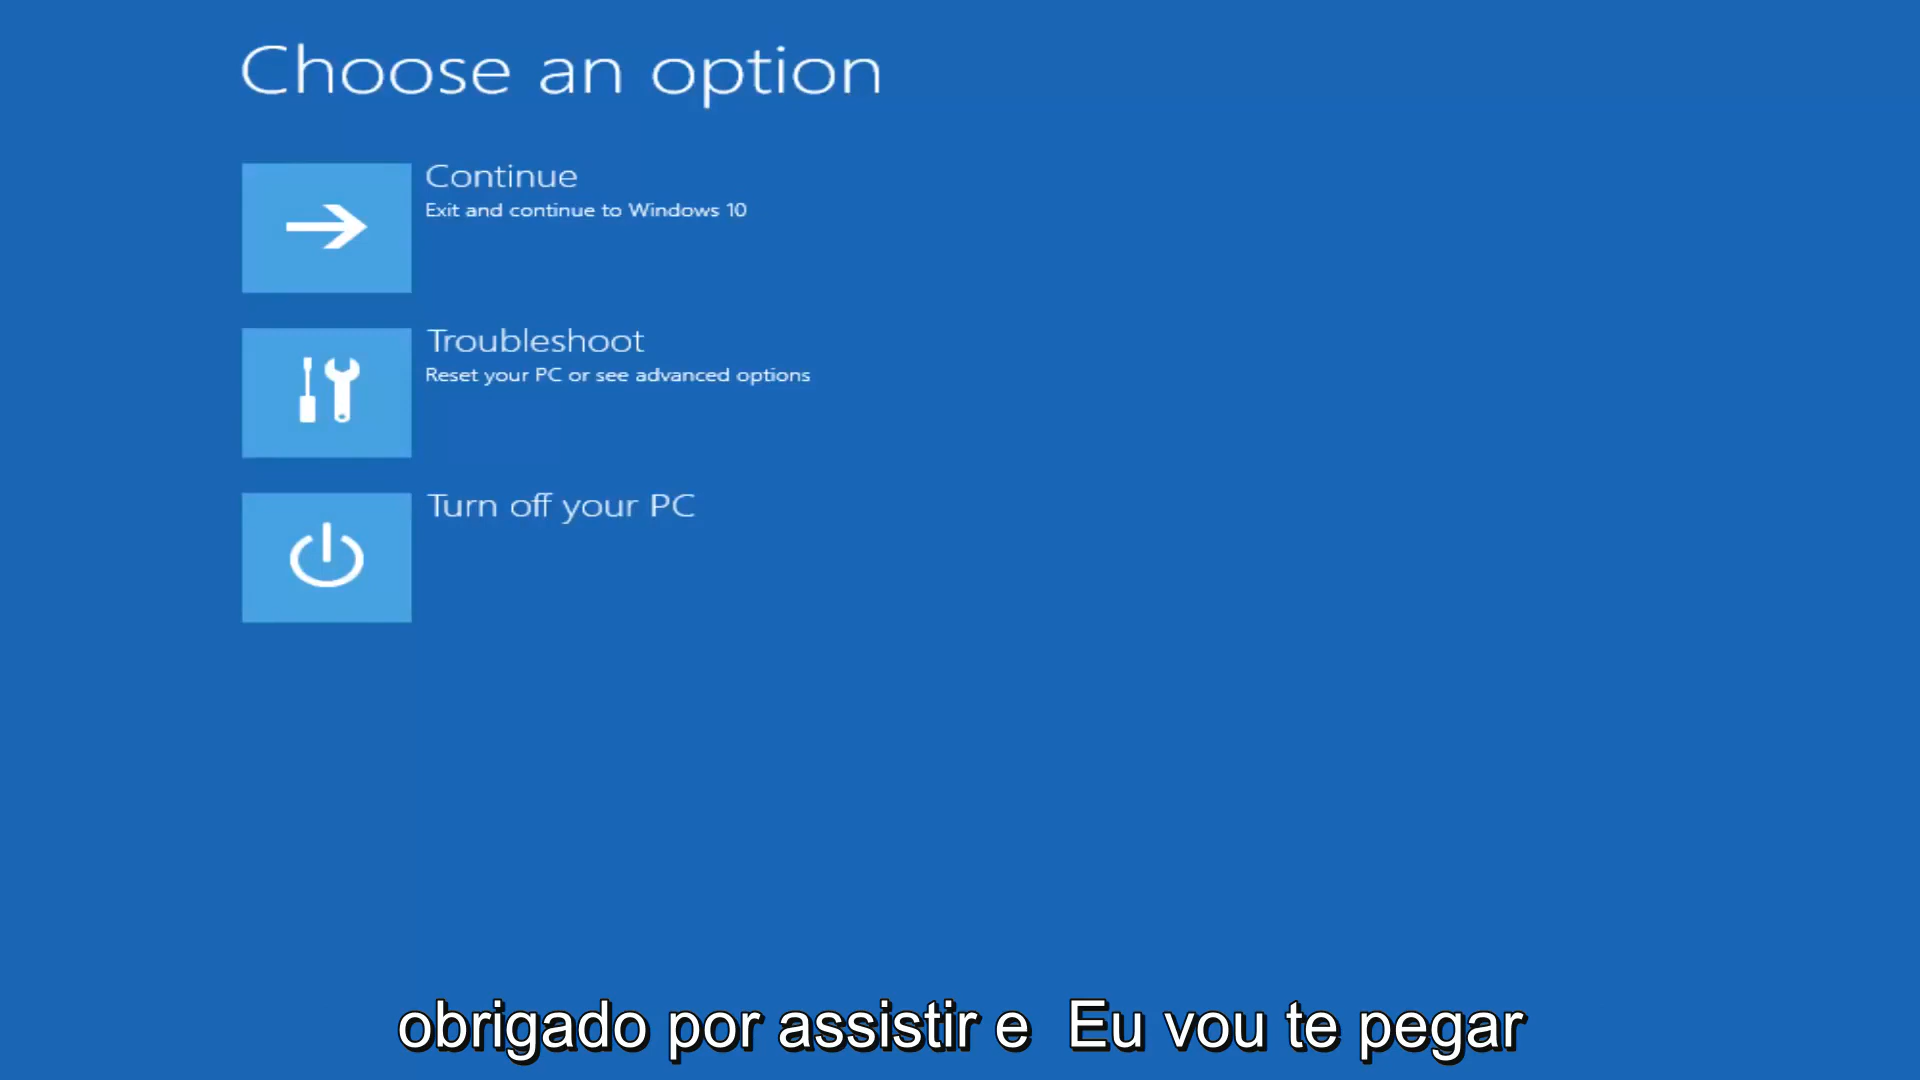 Choose an option
Continue
Exit and continue to Windows 10
Troubleshoot
Reset your PC or see advanced options
Turn off your PC
obrigado por assistir e Eu vou te pegar